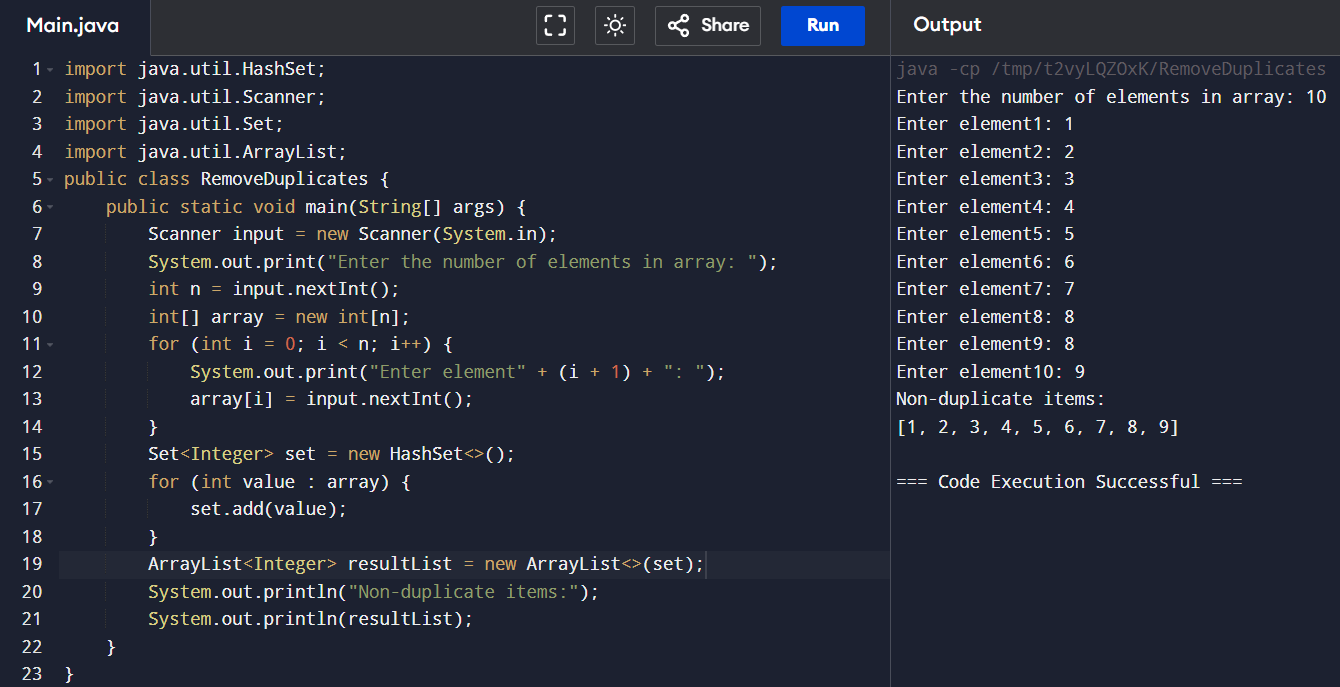 Main.java
Share
Run
Output
1 import java.util.HashSet;
2 import java.util.Scanner;
3 import java.util.Set;
4 import java.util.ArrayList;
5 public class RemoveDuplicates {
6     public static void main(String[] args) {
7         Scanner input = new Scanner(System.in);
8         System.out.print("Enter the number of elements in array: ");
9         int n = input.nextInt();
10         int[] array = new int[n];
11         for (int i = 0; i < n; i++) {
12             System.out.print("Enter element" + (i + 1) + ": ");
13             array[i] = input.nextInt();
14         }
15         Set<Integer> set = new HashSet<>();
16         for (int value : array) {
17             set.add(value);
18         }
19         ArrayList<Integer> resultList = new ArrayList<>(set);
20         System.out.println("Non-duplicate items:");
21         System.out.println(resultList);
22     }
23 }
java -cp /tmp/t2vyLQZOxK/RemoveDuplicates
Enter the number of elements in array: 10
Enter element1: 1
Enter element2: 2
Enter element3: 3
Enter element4: 4
Enter element5: 5
Enter element6: 6
Enter element7: 7
Enter element8: 8
Enter element9: 8
Enter element10: 9
Non-duplicate items:
[1, 2, 3, 4, 5, 6, 7, 8, 9]
=== Code Execution Successful ===